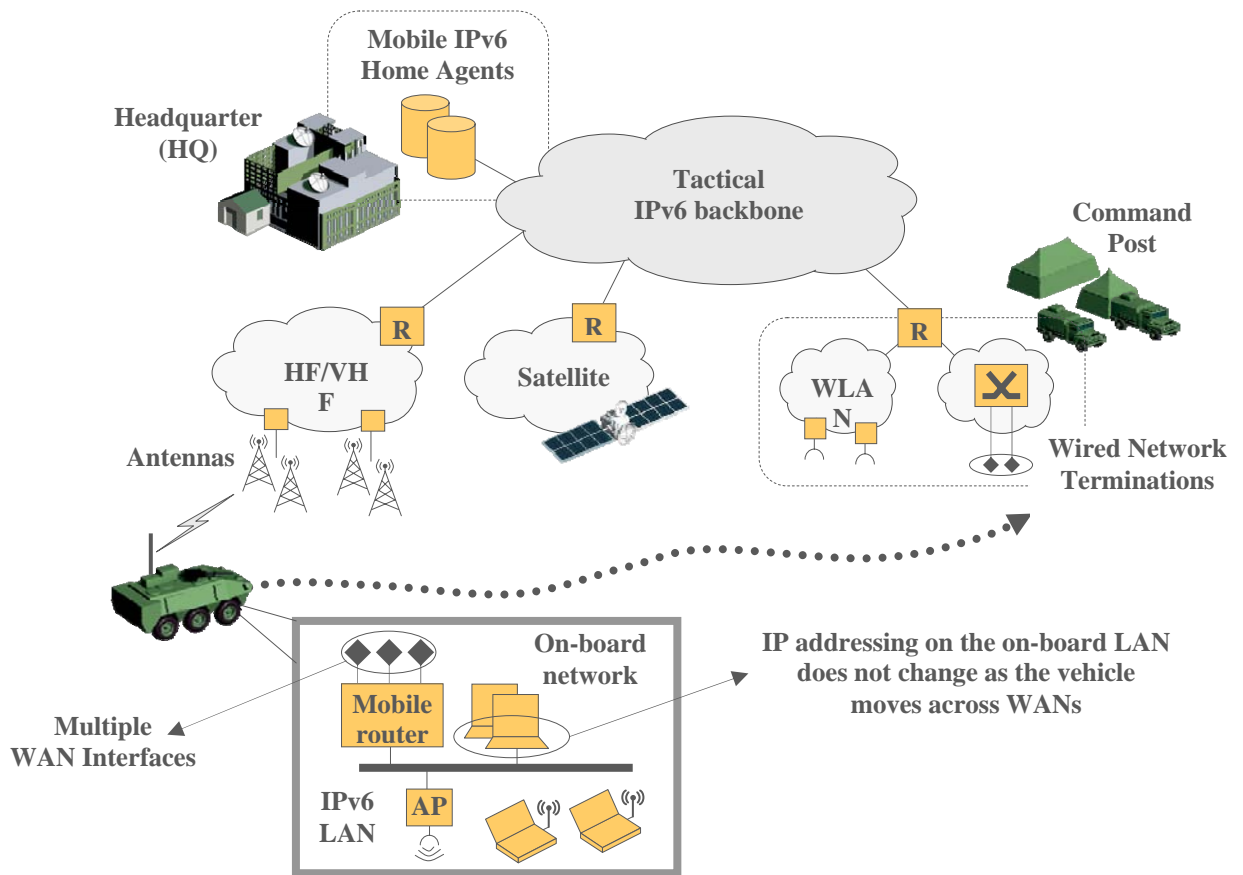 Mobile IPv6
Home Agents
Headquarter
(HQ)
Tactical
IPv6 backbone
Command
Post
R
R
R
HF/VH
F
Satellite
WLA
N
Antennas
Wired Network
Terminations
On-board
network
IP addressing on the on-board LAN
does not change as the vehicle
moves across WANs
Mobile
router
Multiple
WAN Interfaces
IPv6
LAN
AP